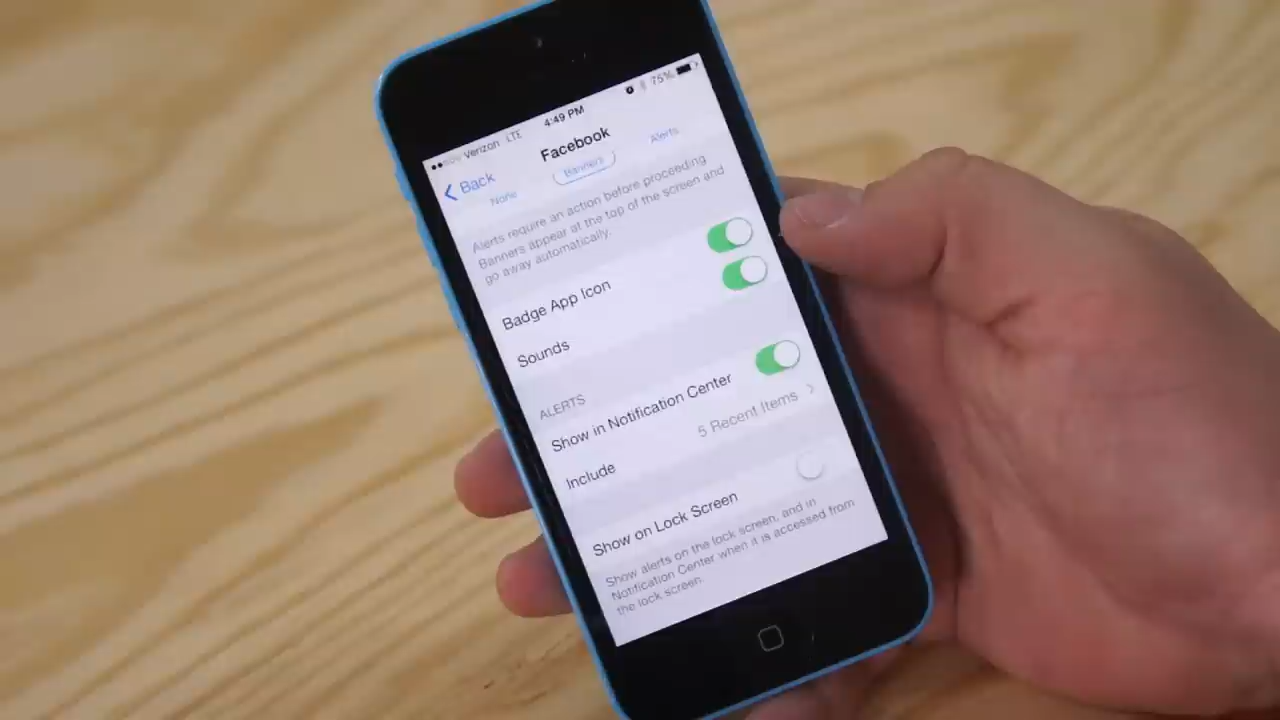 Verizon LTE 4:49 PM 75%
Back Facebook
None Banners Alerts
Alerts require an action before proceeding
Banners appear at the top of the screen and
go away automatically.
Badge App Icon
Sounds
ALERTS
Show in Notification Center
Include 5 Recent Items
Show on Lock Screen
Show alerts on the lock screen, and in
Notification Center when it is accessed from
the lock screen.